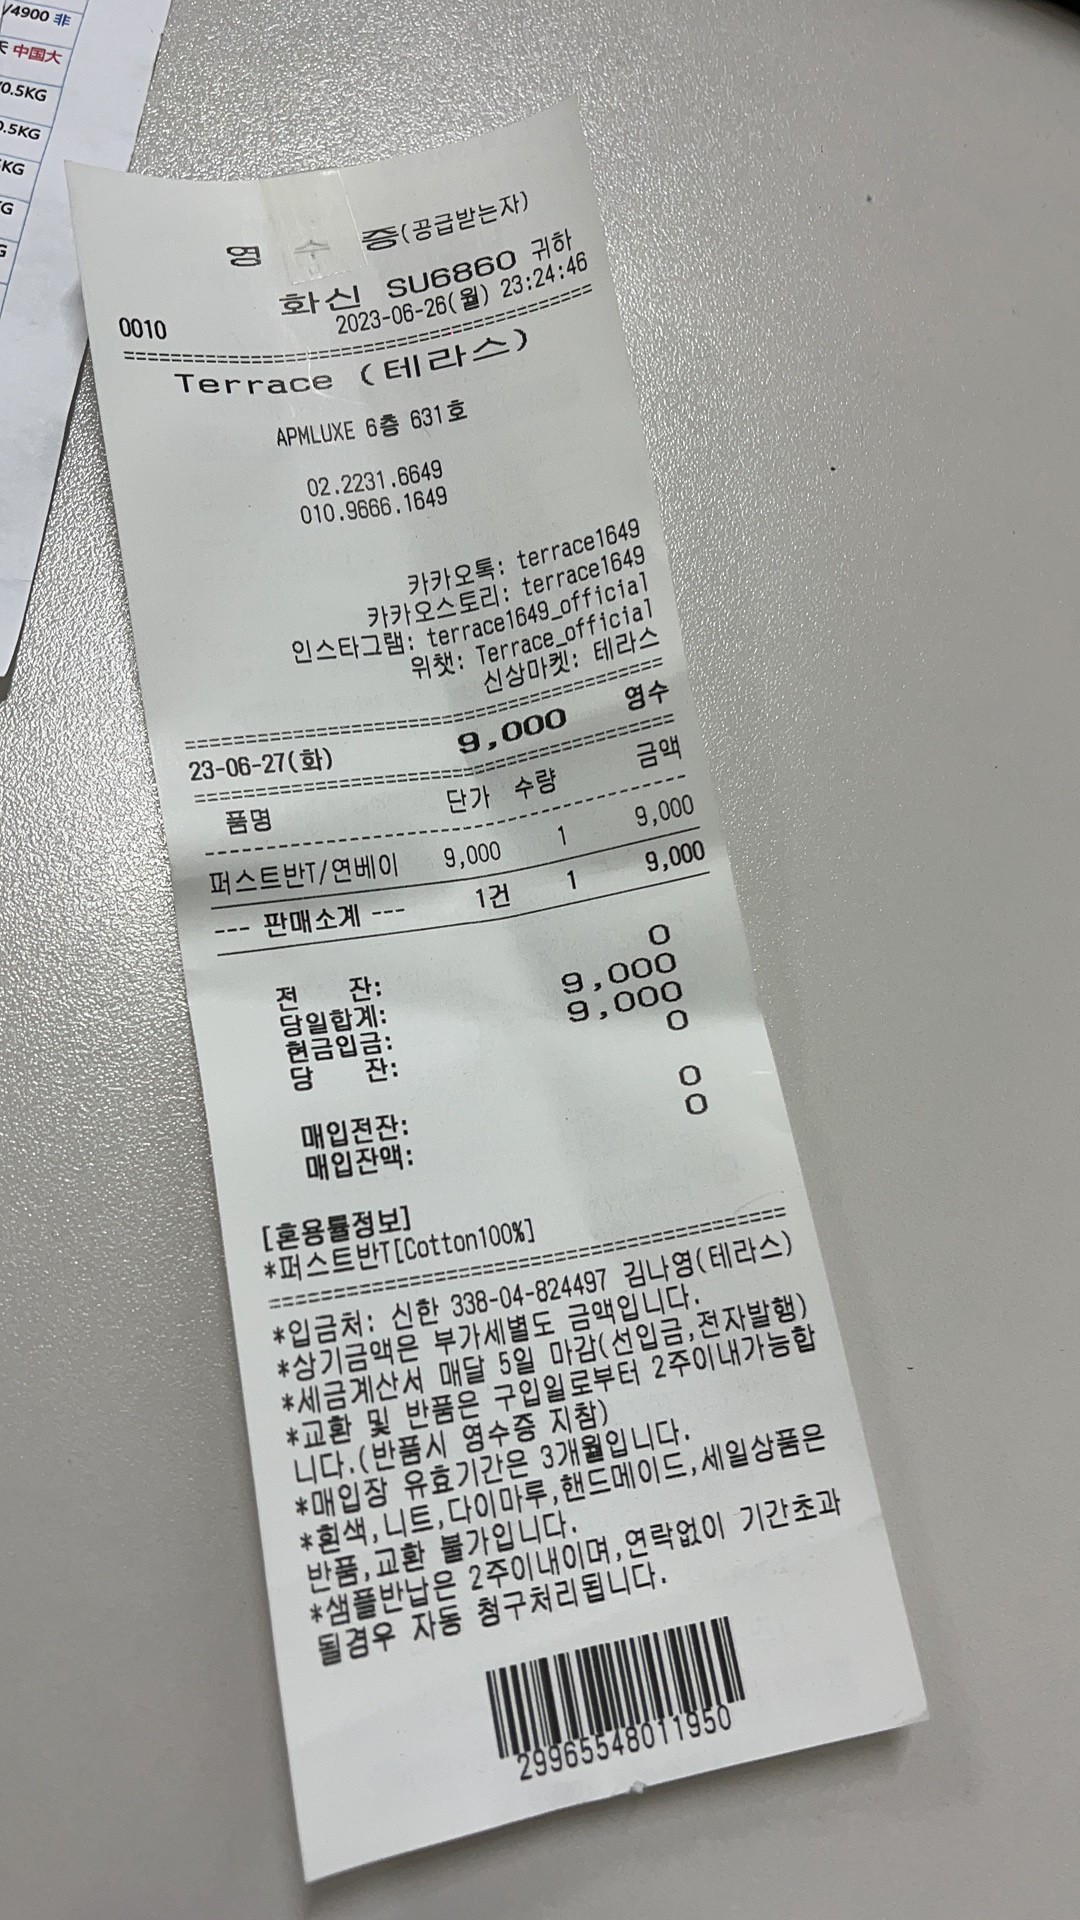 /4900 非
天 中国大
0.5KG
0.5KG
KG
G
영 수 증(공급받는자)
화신 SU6860 귀하
0010 2023-06-26(월) 23:24:46
Terrace (테라스)
APMLUXE 6층 631호
02.2231.6649
010.9666.1649
카카오톡: terrace1649
카카오스토리: terrace1649
인스타그램: terrace1649_official
위챗: Terrace_official
신상마켓: 테라스
23-06-27(화) 9,000 영수
품명 단가 수량 금액
퍼스트반T/연베이 9,000 1 9,000
--- 판매소계 --- 1건 1 9,000
전 잔: 0
당일합계: 9,000
현금입금: 9,000
당 잔: 0
매입전잔: 0
매입잔액: 0
[혼용률정보]
*퍼스트반T[Cotton100%]
*입금처: 신한 338-04-824497 김나영(테라스)
*상기금액은 부가세별도 금액입니다.
*세금계산서 매달 5일 마감(선입금,전자발행)
*교환 및 반품은 구입일로부터 2주이내가능합
니다.(반품시 영수증 지참)
*매입장 유효기간은 3개월입니다.
*흰색,니트,다이마루,핸드메이드,세일상품은
반품,교환 불가입니다.
*샘플반납은 2주이내이며,연락없이 기간초과
될경우 자동 청구처리됩니다.
29965548011950